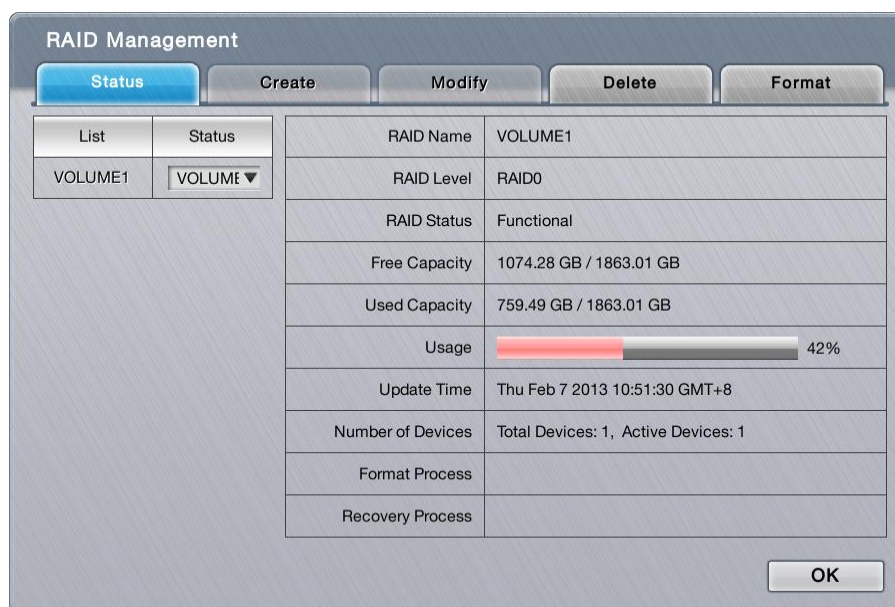 RAID Management
Status Create Modify Delete Format
List Status
VOLUME1 VOLUME
RAID Name VOLUME1
RAID Level RAID0
RAID Status Functional
Free Capacity 1074.28 GB / 1863.01 GB
Used Capacity 759.49 GB / 1863.01 GB
Usage 42%
Update Time Thu Feb 7 2013 10:51:30 GMT+8
Number of Devices Total Devices: 1, Active Devices: 1
Format Process
Recovery Process
OK